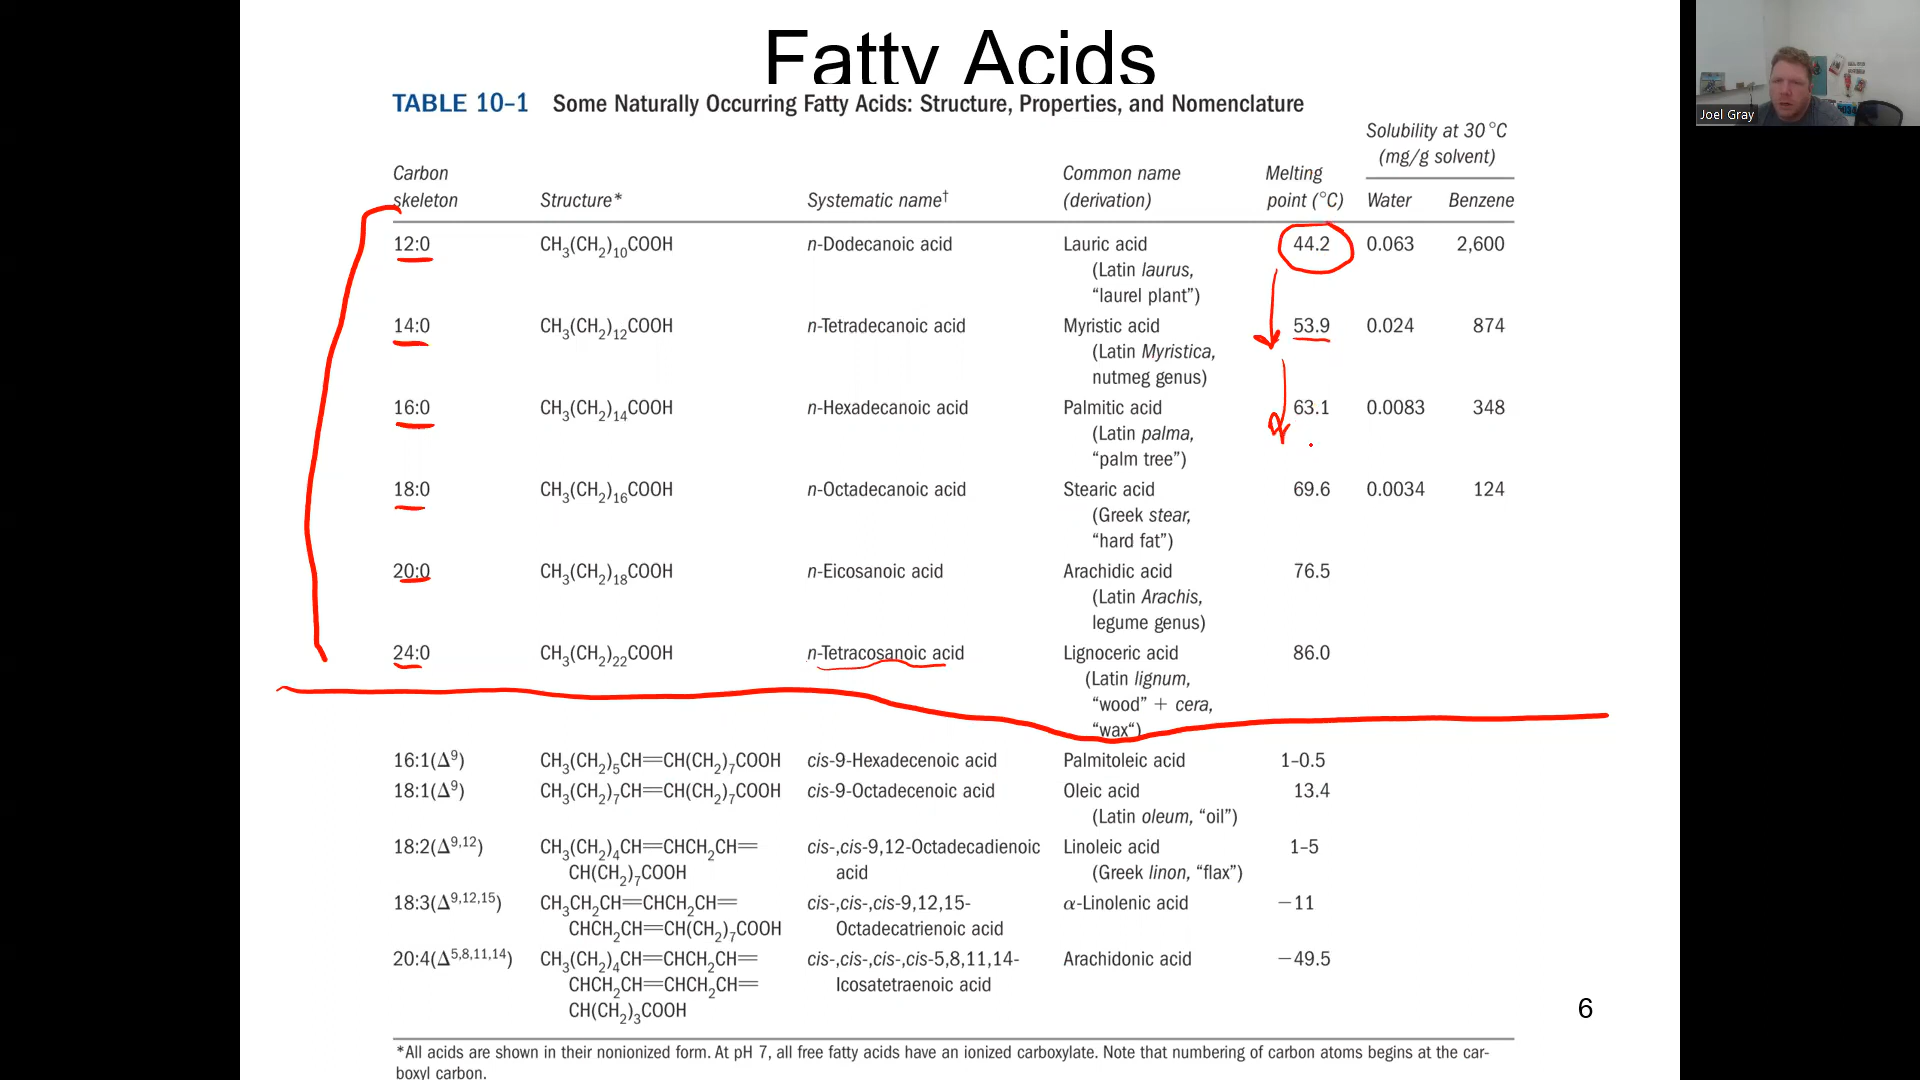 Fatty Acids
TABLE 10–1 Some Naturally Occurring Fatty Acids: Structure, Properties, and Nomenclature
Joel Gray
Solubility at 30 °C
(mg/g solvent)
Carbon skeleton Structure* Systematic name† Common name (derivation) Melting point (°C) Water Benzene
12:0 CH3(CH2)10COOH n-Dodecanoic acid Lauric acid 44.2 0.063 2,600
(Latin laurus,
“laurel plant”)
14:0 CH3(CH2)12COOH n-Tetradecanoic acid Myristic acid 53.9 0.024 874
(Latin Myristica,
nutmeg genus)
16:0 CH3(CH2)14COOH n-Hexadecanoic acid Palmitic acid 63.1 0.0083 348
(Latin palma,
“palm tree”)
18:0 CH3(CH2)16COOH n-Octadecanoic acid Stearic acid 69.6 0.0034 124
(Greek stear,
“hard fat”)
20:0 CH3(CH2)18COOH n-Eicosanoic acid Arachidic acid 76.5
(Latin Arachis,
legume genus)
24:0 CH3(CH2)22COOH n-Tetracosanoic acid Lignoceric acid 86.0
(Latin lignum,
“wood” + cera,
“wax“)
16:1(Δ9) CH3(CH2)5CH=CH(CH2)7COOH cis-9-Hexadecenoic acid Palmitoleic acid 1–0.5
18:1(Δ9) CH3(CH2)7CH=CH(CH2)7COOH cis-9-Octadecenoic acid Oleic acid 13.4
(Latin oleum, “oil”)
18:2(Δ9,12) CH3(CH2)4CH=CHCH2CH= cis-,cis-9,12-Octadecadienoic Linoleic acid 1–5
CH(CH2)7COOH acid (Greek linon, “flax”)
18:3(Δ9,12,15) CH3CH2CH=CHCH2CH= cis-,cis-,cis-9,12,15- α-Linolenic acid −11
CHCH2CH=CH(CH2)7COOH Octadecatrienoic acid
20:4(Δ5,8,11,14) CH3(CH2)4CH=CHCH2CH= cis-,cis-,cis-,cis-5,8,11,14- Arachidonic acid −49.5
CHCH2CH=CHCH2CH= Icosatetraenoic acid
CH(CH2)3COOH
6
*All acids are shown in their nonionized form. At pH 7, all free fatty acids have an ionized carboxylate. Note that numbering of carbon atoms begins at the car-
boxyl carbon.